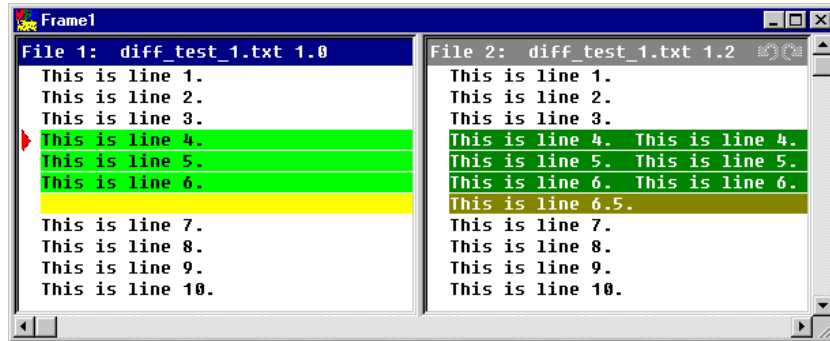 Frame1
File 1:  diff_test_1.txt 1.0
This is line 1.
This is line 2.
This is line 3.
This is line 4.
This is line 5.
This is line 6.
This is line 7.
This is line 8.
This is line 9.
This is line 10.
File 2:  diff_test_1.txt 1.2
This is line 1.
This is line 2.
This is line 3.
This is line 4.  This is line 4.
This is line 5.  This is line 5.
This is line 6.  This is line 6.
This is line 6.5.
This is line 7.
This is line 8.
This is line 9.
This is line 10.